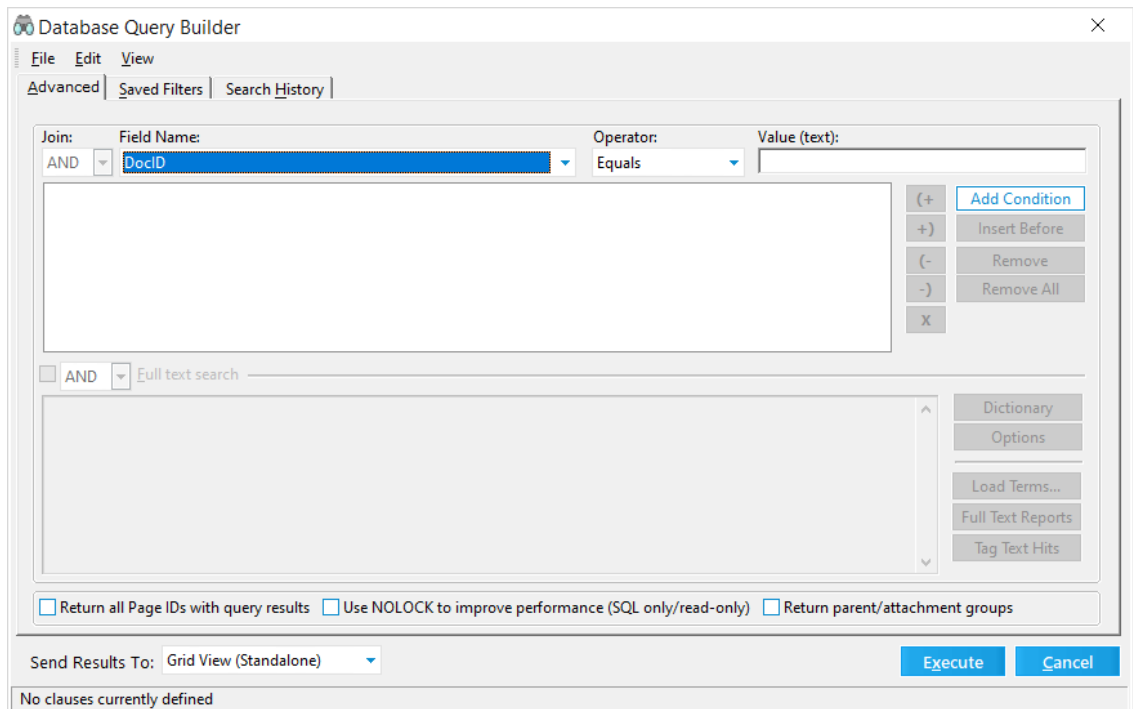 Database Query Builder
File Edit View
Advanced Saved Filters Search History
Join: Field Name: Operator: Value (text):
AND DocID Equals
(+ Add Condition
+) Insert Before
(- Remove
-) Remove All
x
AND Full text search
Dictionary
Options
Load Terms...
Full Text Reports
Tag Text Hits
Return all Page IDs with query results Use NOLOCK to improve performance (SQL only/read-only) Return parent/attachment groups
Send Results To: Grid View (Standalone) Execute Cancel
No clauses currently defined